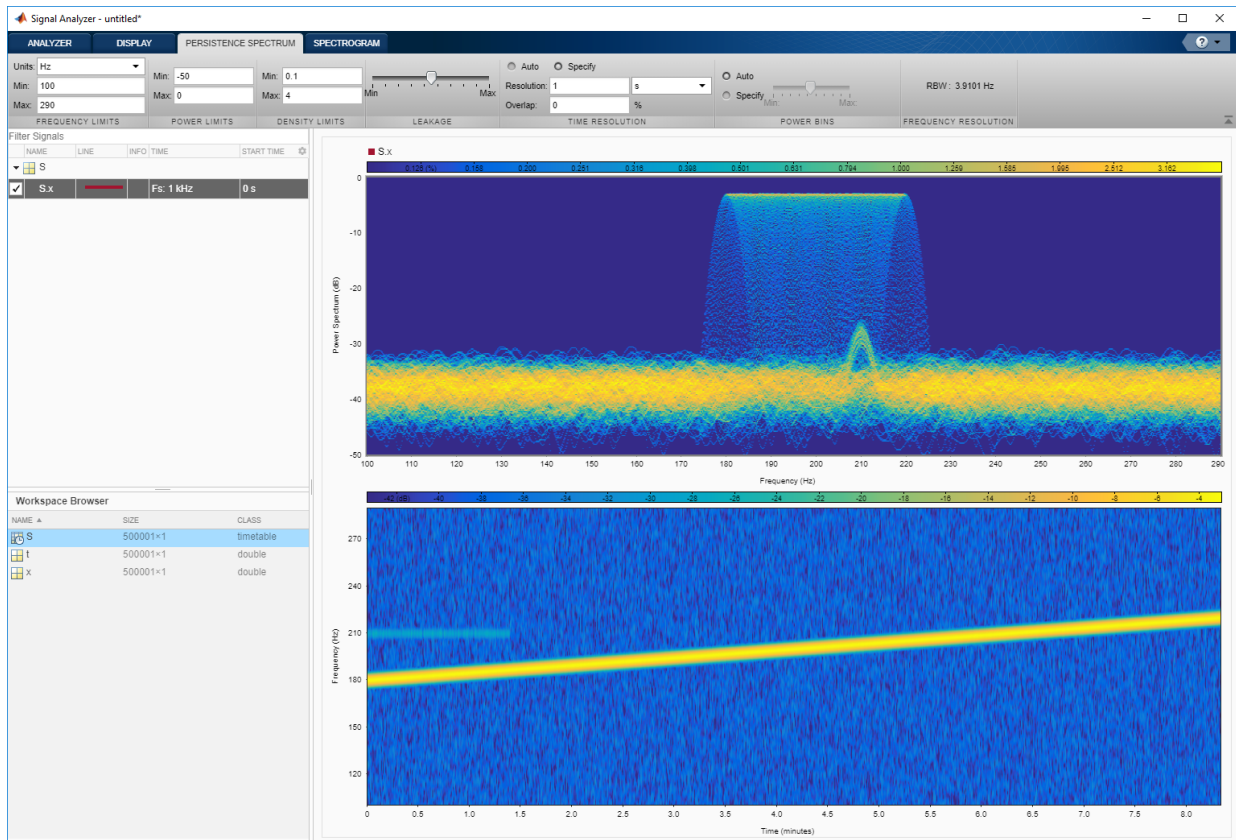 Signal Analyzer - untitled*
ANALYZER DISPLAY PERSISTENCE SPECTRUM SPECTROGRAM ?
Units: Hz
Min: 100
Max: 290
FREQUENCY LIMITS
Min: -50
Max: 0
POWER LIMITS
Min: 0.1
Max: 4
DENSITY LIMITS
Min Max
LEAKAGE
Auto Specify
Resolution: 1 s
Overlap: 0 %
TIME RESOLUTION
Auto
Specify
Min: Max:
POWER BINS
RBW : 3.9101 Hz
FREQUENCY RESOLUTION
Filter Signals
NAME LINE INFO TIME START TIME
S
S.x Fs: 1 kHz 0 s
Workspace Browser
NAME SIZE CLASS
S 500001×1 timetable
t 500001×1 double
x 500001×1 double
S.x
0.126 (%) 0.158 0.200 0.251 0.316 0.398 0.501 0.631 0.794 1.000 1.259 1.585 1.995 2.512 3.162
0
-10
-20
-30
-40
-50
Power Spectrum (dB)
100 110 120 130 140 150 160 170 180 190 200 210 220 230 240 250 260 270 280 290
Frequency (Hz)
-42 (dB) -40 -38 -36 -34 -32 -30 -28 -26 -24 -22 -20 -18 -16 -14 -12 -10 -8 -6 -4
270
240
210
180
150
120
Frequency (Hz)
0 0.5 1.0 1.5 2.0 2.5 3.0 3.5 4.0 4.5 5.0 5.5 6.0 6.5 7.0 7.5 8.0
Time (minutes)